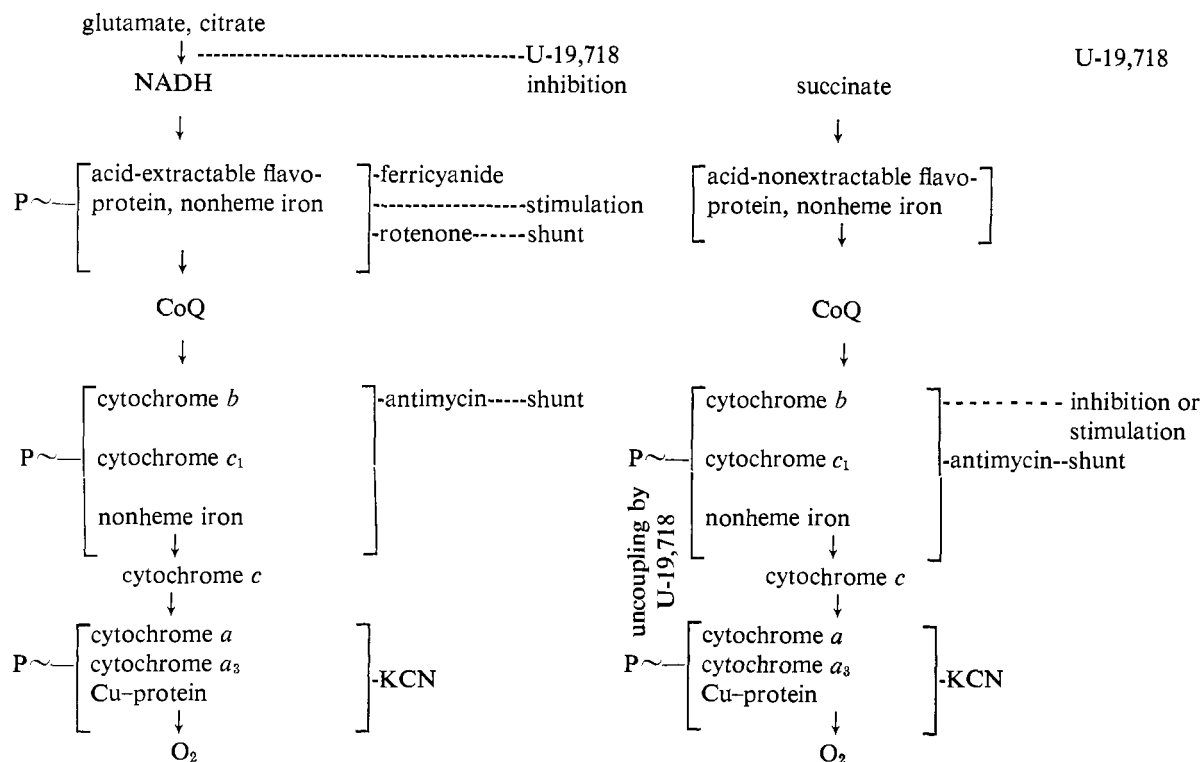 glutamate, citrate
U-19,718
inhibition
NADH
acid-extractable flavo-
protein, nonheme iron
P~
-ferricyanide
stimulation
-rotenone------shunt
CoQ
cytochrome b
cytochrome c₁
nonheme iron
P~
-antimycin-----shunt
cytochrome c
cytochrome a
cytochrome a₃
Cu–protein
P~
-KCN
O₂
U-19,718
succinate
acid-nonextractable flavo-
protein, nonheme iron
CoQ
cytochrome b
cytochrome c₁
nonheme iron
P~
inhibition or
stimulation
-antimycin--shunt
uncoupling by
U-19,718
cytochrome c
cytochrome a
cytochrome a₃
Cu–protein
P~
-KCN
O₂